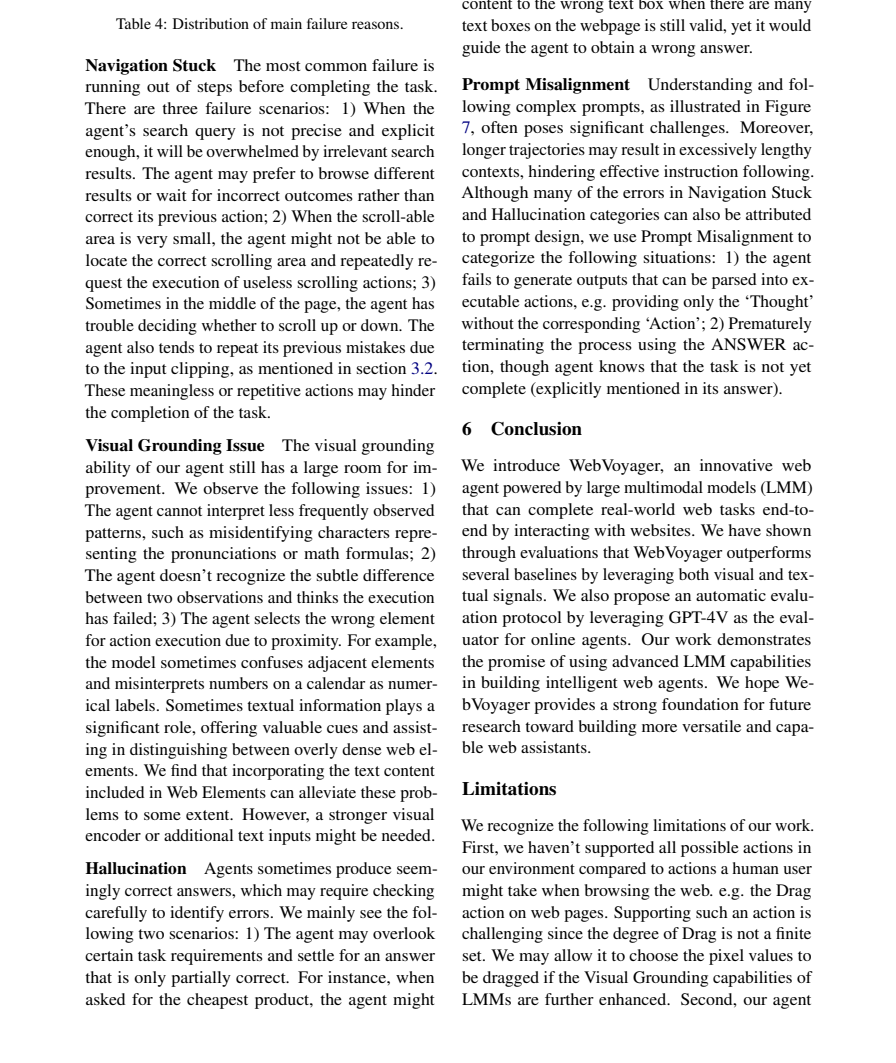 Table 4: Distribution of main failure reasons.
Navigation Stuck The most common failure is
running out of steps before completing the task.
There are three failure scenarios: 1) When the
agent's search query is not precise and explicit
enough, it will be overwhelmed by irrelevant search
results. The agent may prefer to browse different
results or wait for incorrect outcomes rather than
correct its previous action; 2) When the scroll-able
area is very small, the agent might not be able to
locate the correct scrolling area and repeatedly re-
quest the execution of useless scrolling actions; 3)
Sometimes in the middle of the page, the agent has
trouble deciding whether to scroll up or down. The
agent also tends to repeat its previous mistakes due
to the input clipping, as mentioned in section 3.2.
These meaningless or repetitive actions may hinder
the completion of the task.
Visual Grounding Issue The visual grounding
ability of our agent still has a large room for im-
provement. We observe the following issues: 1)
The agent cannot interpret less frequently observed
patterns, such as misidentifying characters repre-
senting the pronunciations or math formulas; 2)
The agent doesn't recognize the subtle difference
between two observations and thinks the execution
has failed; 3) The agent selects the wrong element
for action execution due to proximity. For example,
the model sometimes confuses adjacent elements
and misinterprets numbers on a calendar as numer-
ical labels. Sometimes textual information plays a
significant role, offering valuable cues and assist-
ing in distinguishing between overly dense web el-
ements. We find that incorporating the text content
included in Web Elements can alleviate these prob-
lems to some extent. However, a stronger visual
encoder or additional text inputs might be needed.
Hallucination Agents sometimes produce seem-
ingly correct answers, which may require checking
carefully to identify errors. We mainly see the fol-
lowing two scenarios: 1) The agent may overlook
certain task requirements and settle for an answer
that is only partially correct. For instance, when
asked for the cheapest product, the agent might
content to the wrong text box when there are many
text boxes on the webpage is still valid, yet it would
guide the agent to obtain a wrong answer.
Prompt Misalignment Understanding and fol-
lowing complex prompts, as illustrated in Figure
7, often poses significant challenges. Moreover,
longer trajectories may result in excessively lengthy
contexts, hindering effective instruction following.
Although many of the errors in Navigation Stuck
and Hallucination categories can also be attributed
to prompt design, we use Prompt Misalignment to
categorize the following situations: 1) the agent
fails to generate outputs that can be parsed into ex-
ecutable actions, e.g. providing only the ‘Thought’
without the corresponding ‘Action’; 2) Prematurely
terminating the process using the ANSWER ac-
tion, though agent knows that the task is not yet
complete (explicitly mentioned in its answer).
6 Conclusion
We introduce WebVoyager, an innovative web
agent powered by large multimodal models (LMM)
that can complete real-world web tasks end-to-
end by interacting with websites. We have shown
through evaluations that WebVoyager outperforms
several baselines by leveraging both visual and tex-
tual signals. We also propose an automatic evalu-
ation protocol by leveraging GPT-4V as the eval-
uator for online agents. Our work demonstrates
the promise of using advanced LMM capabilities
in building intelligent web agents. We hope We-
bVoyager provides a strong foundation for future
research toward building more versatile and capa-
ble web assistants.
Limitations
We recognize the following limitations of our work.
First, we haven't supported all possible actions in
our environment compared to actions a human user
might take when browsing the web. e.g. the Drag
action on web pages. Supporting such an action is
challenging since the degree of Drag is not a finite
set. We may allow it to choose the pixel values to
be dragged if the Visual Grounding capabilities of
LMMs are further enhanced. Second, our agent